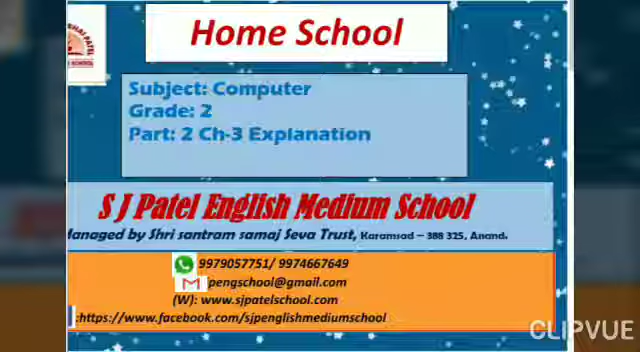 Home School
Subject: Computer
Grade: 2
Part: 2 Ch-3 Explanation
S J Patel English Medium School
Managed by Shri santram samaj Seva Trust, Karamsad – 388 325, Anand.
9979057751/ 9974667649
pengschool@gmail.com
(W): www.sjpatelschool.com
:https://www.facebook.com/sjpenglishmediumschool
CLIPVUE